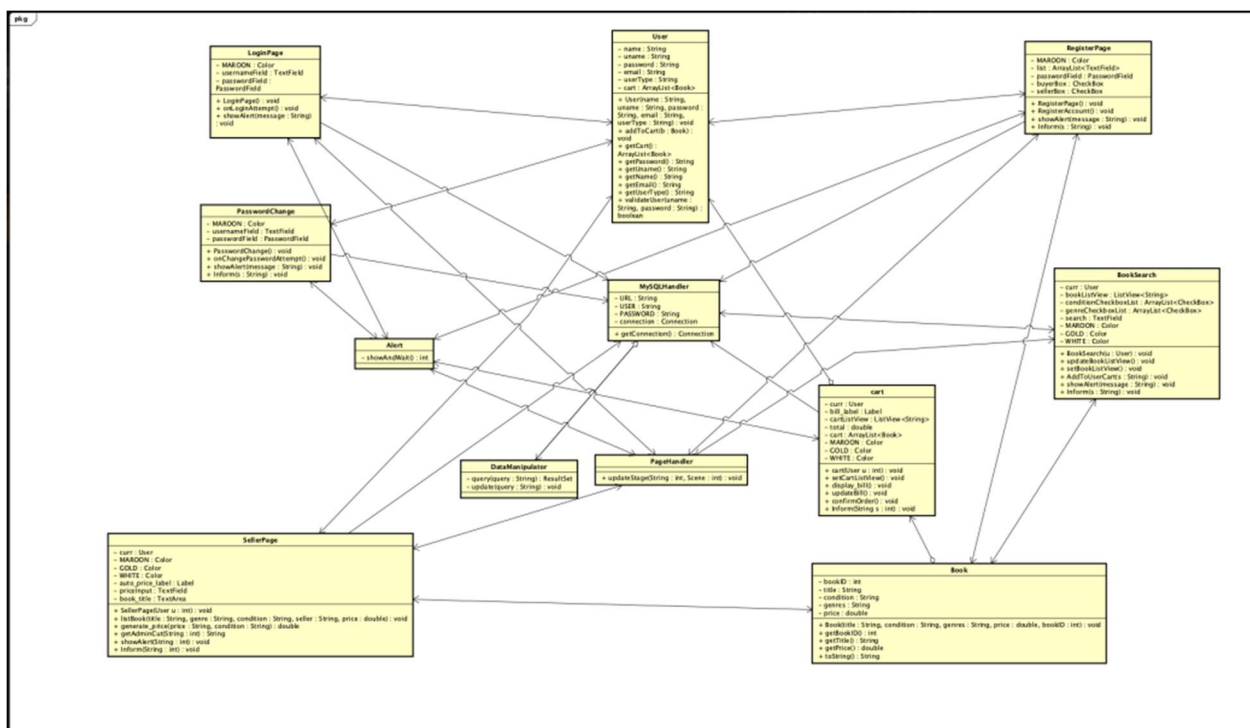 pkg
LoginPage
- MAROON : Color
- usernameField : TextField
- passwordField :
PasswordField
+ LoginPage() : void
+ onLoginAttempt() : void
+ showAlert(message : String)
: void
User
- name : String
- uname : String
- password : String
- email : String
- userType : String
- cart : ArrayList<Book>
+ User(name : String,
uname : String, password :
String, email : String,
userType : String) : void
+ addToCart(b : Book) :
void
+ getCart() :
ArrayList<Book>
+ getPassword() : String
+ getUname() : String
+ getName() : String
+ getEmail() : String
+ getUserType() : String
+ validateUser(uname
: String, password : String) :
boolean
RegisterPage
- MAROON : Color
- list : ArrayList<TextField>
- passwordField : PasswordField
- buyerBox : CheckBox
- sellerBox : CheckBox
+ RegisterPage() : void
+ RegisterAccount() : void
+ showAlert(message : String) : void
+ Inform(s : String) : void
PasswordChange
- MAROON : Color
- usernameField : TextField
- passwordField : PasswordField
+ PasswordChange() : void
+ onChangePasswordAttempt() : void
+ showAlert(message : String) : void
+ Inform(s : String) : void
MySQLHandler
- URL : String
- USER : String
- PASSWORD : String
- connection : Connection
+ getConnection() : Connection
BookSearch
- curr : User
- bookListView : ListView<String>
- conditionCheckboxList : ArrayList<CheckBox>
- genreCheckboxList : ArrayList<CheckBox>
- search : TextField
- MAROON : Color
- GOLD : Color
- WHITE : Color
+ BookSearch(u : User) : void
+ updateBookListView() : void
+ setBookListView() : void
+ AddToUserCart(s : String) : void
+ showAlert(message : String) : void
+ Inform(s : String) : void
Alert
- showAndWait() : int
cart
- curr : User
- bill_label : Label
- cartListView : ListView<String>
- total : double
- cart : ArrayList<Book>
- MAROON : Color
- GOLD : Color
- WHITE : Color
+ cart(User u : int) : void
+ setCartListView() : void
+ display_bill() : void
+ updateBill() : void
+ confirmOrder() : void
+ Inform(String s : int) : void
DataManipulator
- query(query : String) : ResultSet
- update(query : String) : void
PageHandler
+ updateStage(String : int, Scene : int) : void
SellerPage
- curr : User
- MAROON : Color
- GOLD : Color
- WHITE : Color
- auto_price_label : Label
- priceInput : TextField
- book_title : TextArea
+ SellerPage(User u : int) : void
+ listBook(title : String, genre : String, condition : String, seller : String, price : double) : void
+ generate_price(price : String, condition : String) : double
+ getAdminCut(String : int) : String
+ showAlert(String : int) : void
+ Inform(String : int) : void
Book
- bookID : int
- title : String
- condition : String
- genres : String
- price : double
+ Book(title : String, condition : String, genres : String, price : double, bookID : int) : void
+ getBookID() : int
+ getTitle() : String
+ getPrice() : double
+ toString() : String